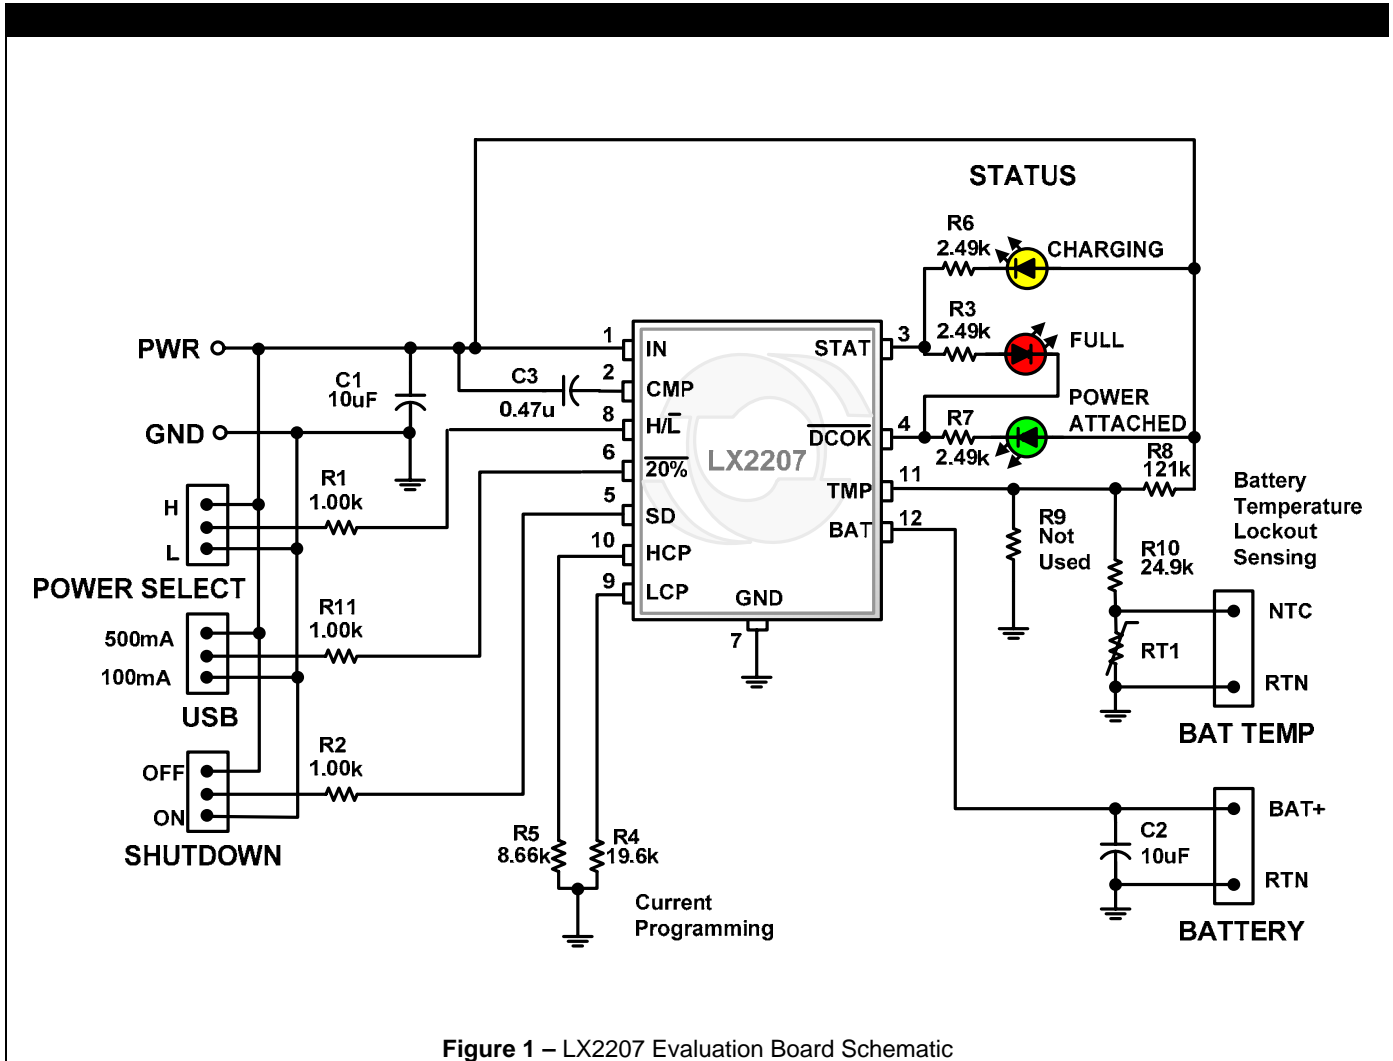 STATUS
R6
2.49k
CHARGING
R3
2.49k
FULL
POWER
ATTACHED
R7
2.49k
R8
121k
PWR
GND
C1
10uF
C3
0.47u
1
2
8
6
5
10
9
IN
CMP
H/L̅
2̅0̅%̅
SD
HCP
LCP
LX2207
GND
7
STAT
D̅C̅O̅K̅
TMP
BAT
3
4
11
12
H
L
POWER SELECT
R1
1.00k
500mA
100mA
USB
R11
1.00k
OFF
ON
SHUTDOWN
R2
1.00k
R5
8.66k
R4
19.6k
Current
Programming
R9
Not
Used
R10
24.9k
RT1
Battery
Temperature
Lockout
Sensing
NTC
RTN
BAT TEMP
BAT+
C2
10uF
RTN
BATTERY
Figure 1 – LX2207 Evaluation Board Schematic